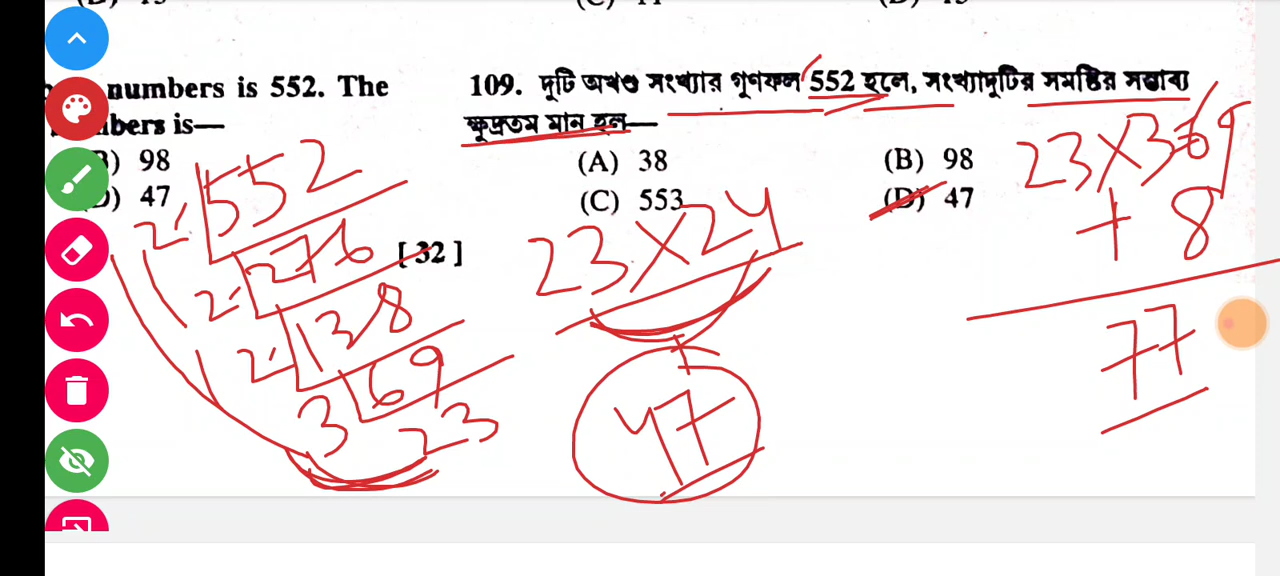 numbers is 552. The
bers is—
) 98
) 47
[ 32 ]
109. দুটি অখণ্ড সংখ্যার গুণফল 552 হলে, সংখ্যাদুটির সমষ্টির সম্ভাব্য
ক্ষুদ্রতম মান হল—
(A) 38 (B) 98
(C) 553 (D) 47
2 552
2 276
2 138
3 69
23
23 × 24
+
47
23 × 3 = 69
+ 8
77